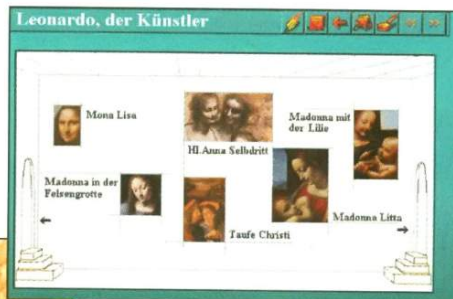 Leonardo, der Künstler
Mona Lisa
Hl.Anna Selbdritt
Madonna mit
der Lilie
Madonna in der
Felsengrotte
Taufe Christi
Madonna Litta